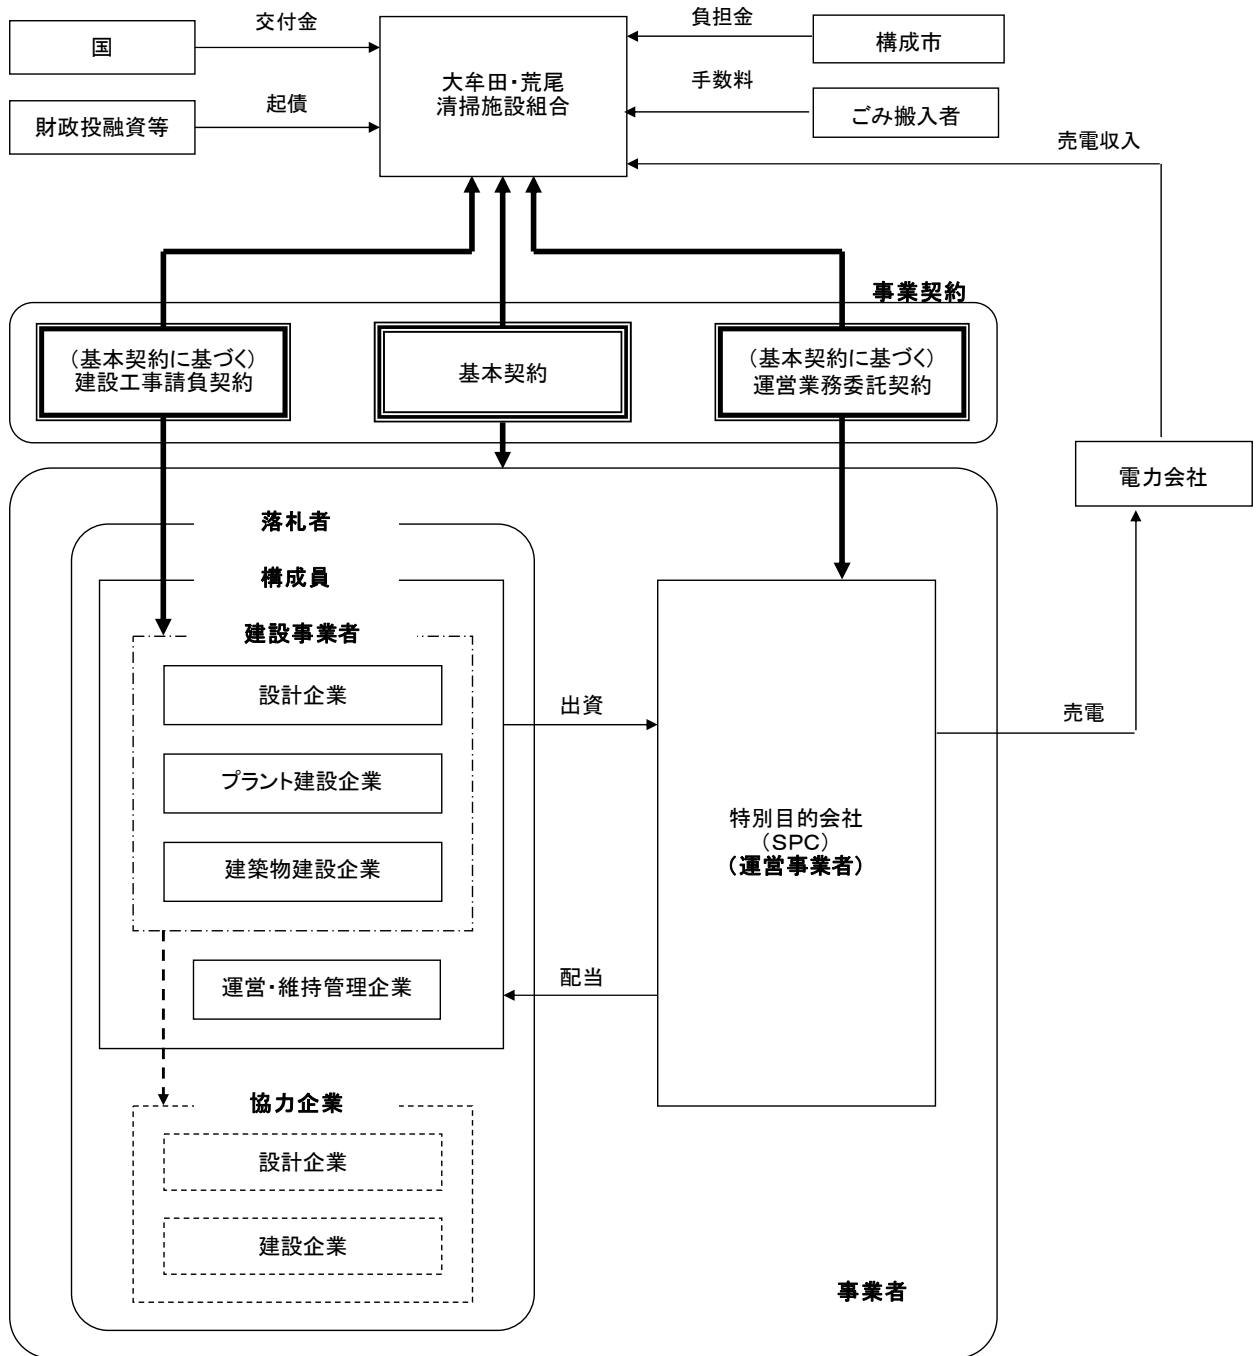 交付金
負担金
国
構成市
大牟田・荒尾
清掃施設組合
起債
手数料
財政投融資等
ごみ搬入者
売電収入
事業契約
（基本契約に基づく）
建設工事請負契約
基本契約
（基本契約に基づく）
運営業務委託契約
電力会社
落札者
構成員
建設事業者
設計企業
出資
売電
プラント建設企業
特別目的会社
（SPC）
（運営事業者）
建築物建設企業
運営・維持管理企業
配当
協力企業
設計企業
建設企業
事業者